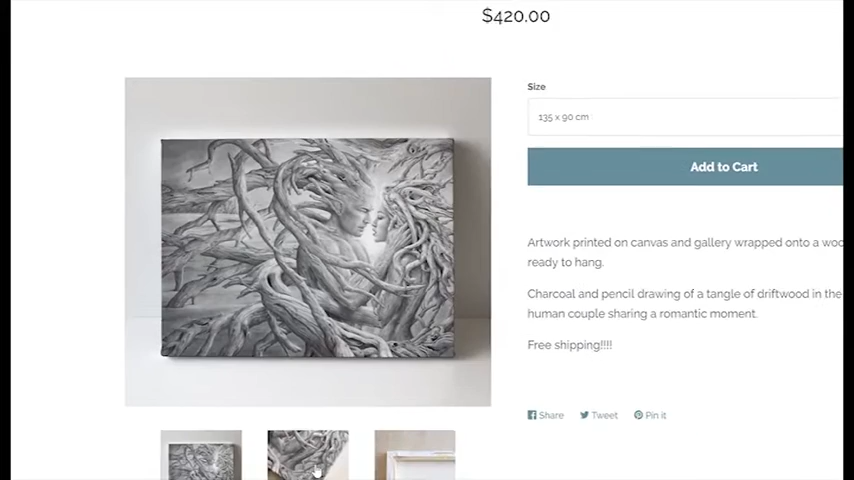 $420.00
Size
135 x 90 cm
Add to Cart
Artwork printed on canvas and gallery wrapped onto a
ready to hang.
Charcoal and pencil drawing of a tangle of driftwood in the
human couple sharing a romantic moment.
Free shipping!!!!
Share
Tweet
Pin it